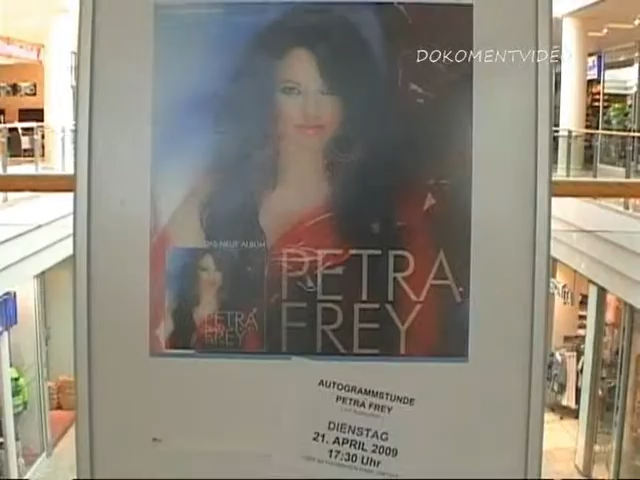 DOKOMENTVIDEO
DAS NEUE ALBUM
PETRA
FREY
PETRA
FREY
AUTOGRAMMSTUNDE
PETRA FREY
DIENSTAG
21. APRIL 2009
17:30 Uhr